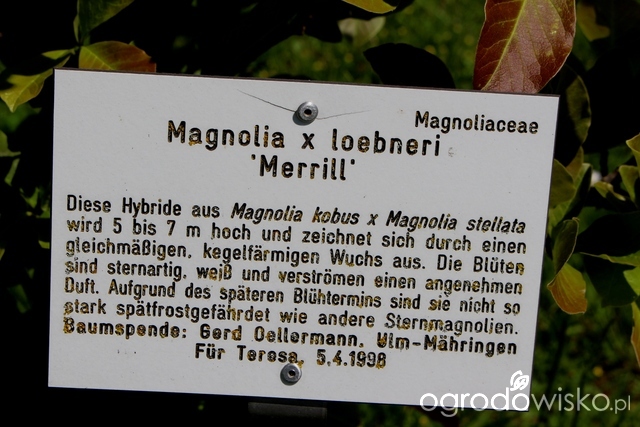 Magnoliaceae
Magnolia x loebneri
'Merrill'
Diese Hybride aus Magnolia kobus x Magnolia stellata
wird 5 bis 7 m hoch und zeichnet sich durch einen
gleichmäßigen, kegelfärmigen Wuchs aus. Die Blüten
sind sternartig, weiß und verströmen einen angenehmen
Duft. Aufgrund des späteren Blühtermins sind sie nicht so
stark spätfrostgefährdet wie andere Sternmagnolien.
Baumspende: Gerd Oellermann, Ulm-Mähringen
Für Teresa, 5.4.1998
ogrodowisko.pl